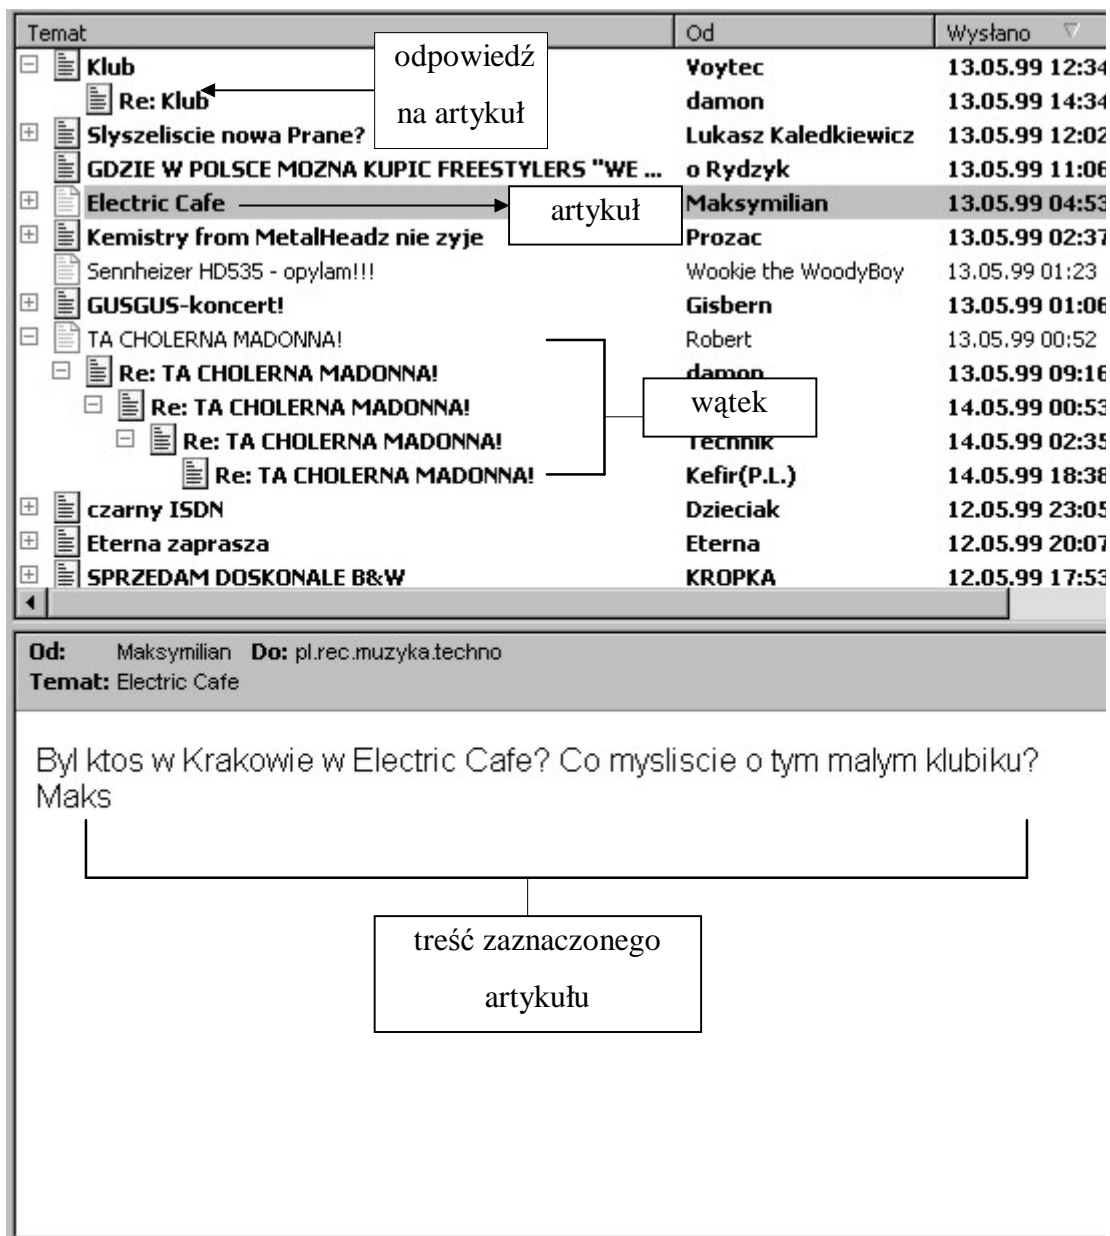 Temat Od Wysłano
Klub Voytec 13.05.99 12:34
Re: Klub damon 13.05.99 14:34
odpowiedź
na artykuł
Slyszeliscie nowa Prane? Lukasz Kaledkiewicz 13.05.99 12:02
GDZIE W POLSCE MOZNA KUPIC FREESTYLERS "WE ... o Rydzyk 13.05.99 11:06
Electric Cafe Maksymilian 13.05.99 04:53
artykuł
Kemistry from MetalHeadz nie zyje Prozac 13.05.99 02:37
Sennheizer HD535 - opylam!!! Wookie the WoodyBoy 13.05.99 01:23
GUSGUS-koncert! Gisbern 13.05.99 01:06
TA CHOLERNA MADONNA! Robert 13.05.99 00:52
Re: TA CHOLERNA MADONNA! damon 13.05.99 09:16
Re: TA CHOLERNA MADONNA! 14.05.99 00:53
wątek
Re: TA CHOLERNA MADONNA! Technik 14.05.99 02:35
Re: TA CHOLERNA MADONNA! Kefir(P.L.) 14.05.99 18:38
czarny ISDN Dzieciak 12.05.99 23:05
Eterna zaprasza Eterna 12.05.99 20:07
SPRZEDAM DOSKONALE B&W KROPKA 12.05.99 17:53
Od: Maksymilian Do: pl.rec.muzyka.techno
Temat: Electric Cafe
Byl ktos w Krakowie w Electric Cafe? Co mysliscie o tym malym klubiku?
Maks
treść zaznaczonego
artykułu